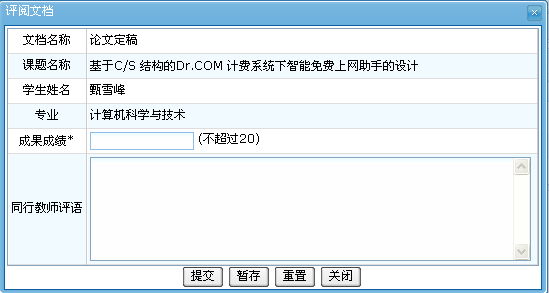 评阅文档
文档名称 论文定稿
课题名称 基于C/S 结构的Dr.COM 计费系统下智能免费上网助手的设计
学生姓名 甄雪峰
专业 计算机科学与技术
成果成绩* (不超过20)
同行教师评语
提交 暂存 重置 关闭